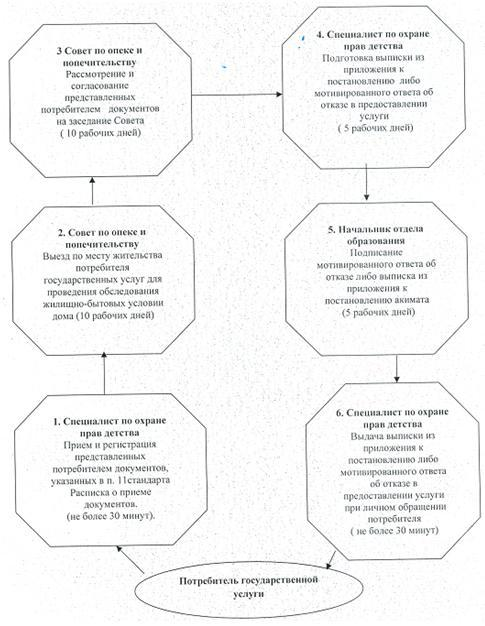 3 Совет по опеке и
попечительству
Рассмотрение и
согласование
представленных
потребителем документов
на заседание Совета
( 10 рабочих дней)
4. Специалист по охране
прав детства
Подготовка выписки из
приложения к
постановлению либо
мотивированного ответа об
отказе в предоставлении
услуги
( 5 рабочих дней)
2. Совет по опеке и
попечительству
Выезд по месту жительства
потребителя
государственных услуг для
проведения обследования
жилищно-бытовых условии
дома (10 рабочих дней)
5. Начальник отдела
образования
Подписание
мотивированного ответа об
отказе либо выписка из
приложения к
постановлению акимата
(5 рабочих дней)
1. Специалист по охране
прав детства
Прием и регистрация
представленных
потребителем документов,
указанных в п. 11стандарта
Расписка о приеме
документов.
(не более 30 минут).
6. Специалист по охране
прав детства
Выдача выписки из
приложения к
постановлению либо
мотивированного ответа
об отказе в
предоставлении услуги
при личном обращении
потребителя
( не более 30 минут)
Потребитель государственной
услуги